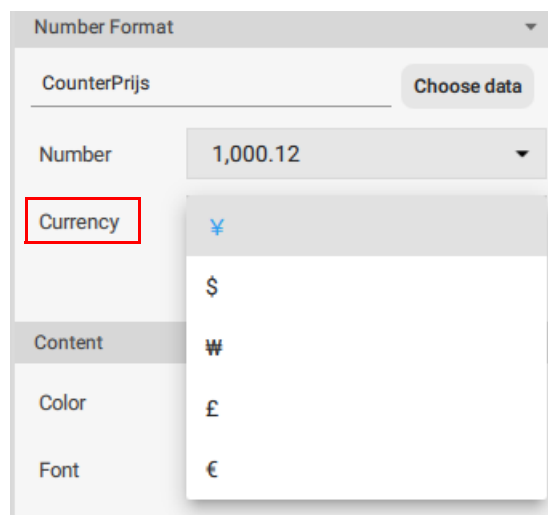 Number Format
CounterPrijs
Choose data
Number
1,000.12
Currency
¥
$
₩
Content
Color
£
Font
€